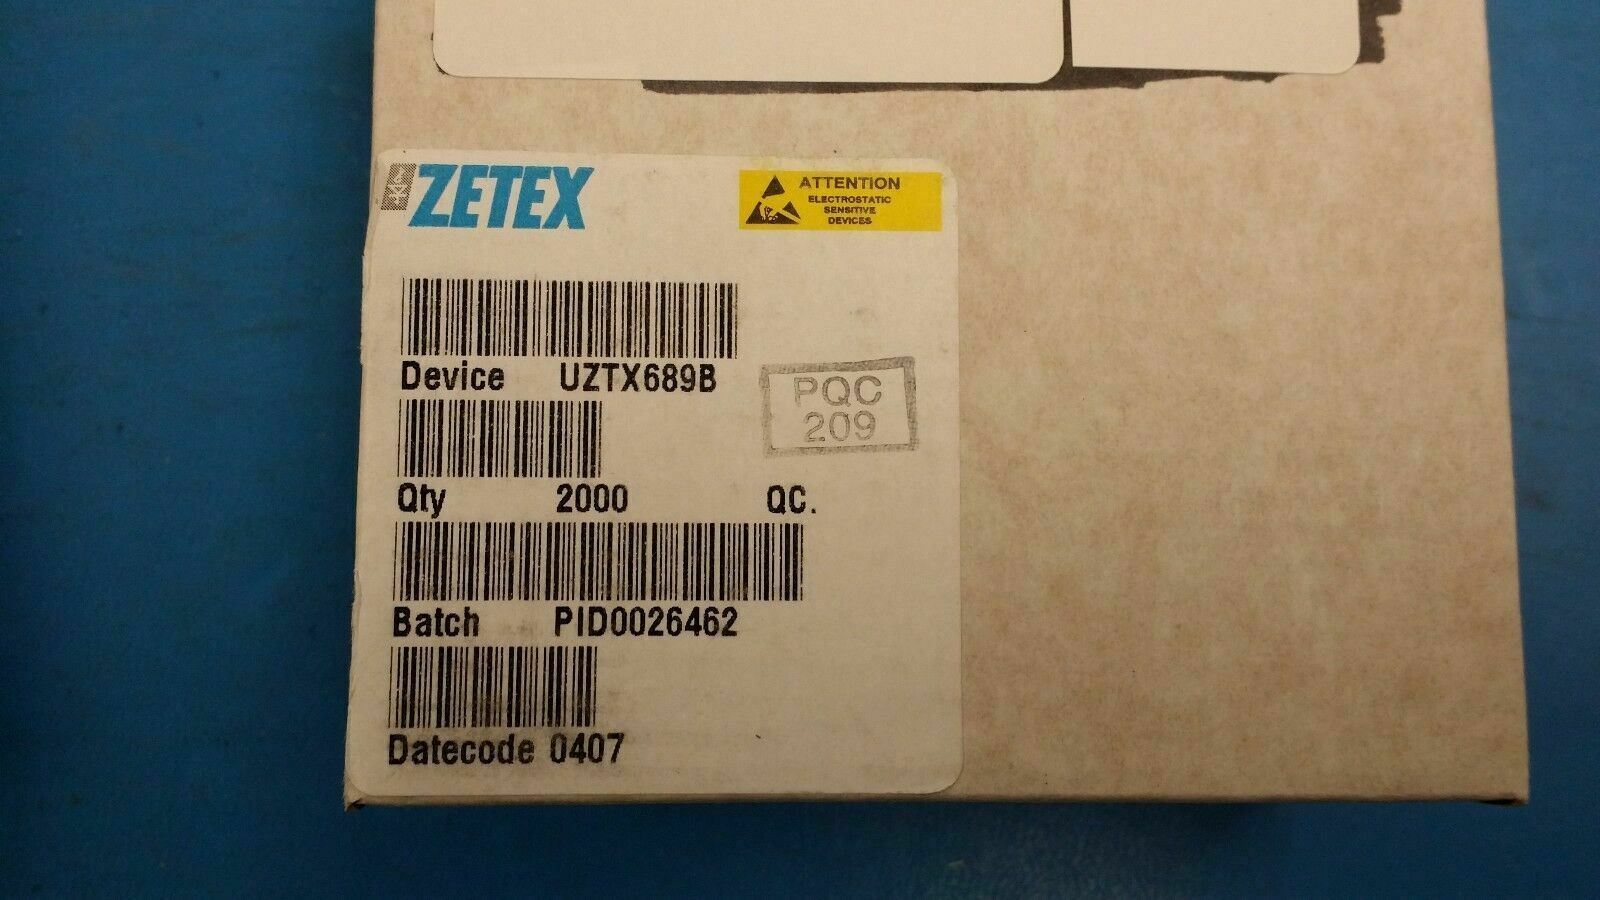 ZETEX
ATTENTION
ELECTROSTATIC
SENSITIVE
DEVICES
Device UZTX689B
PQC
209
Qty 2000 QC.
Batch PID0026462
Datecode 0407